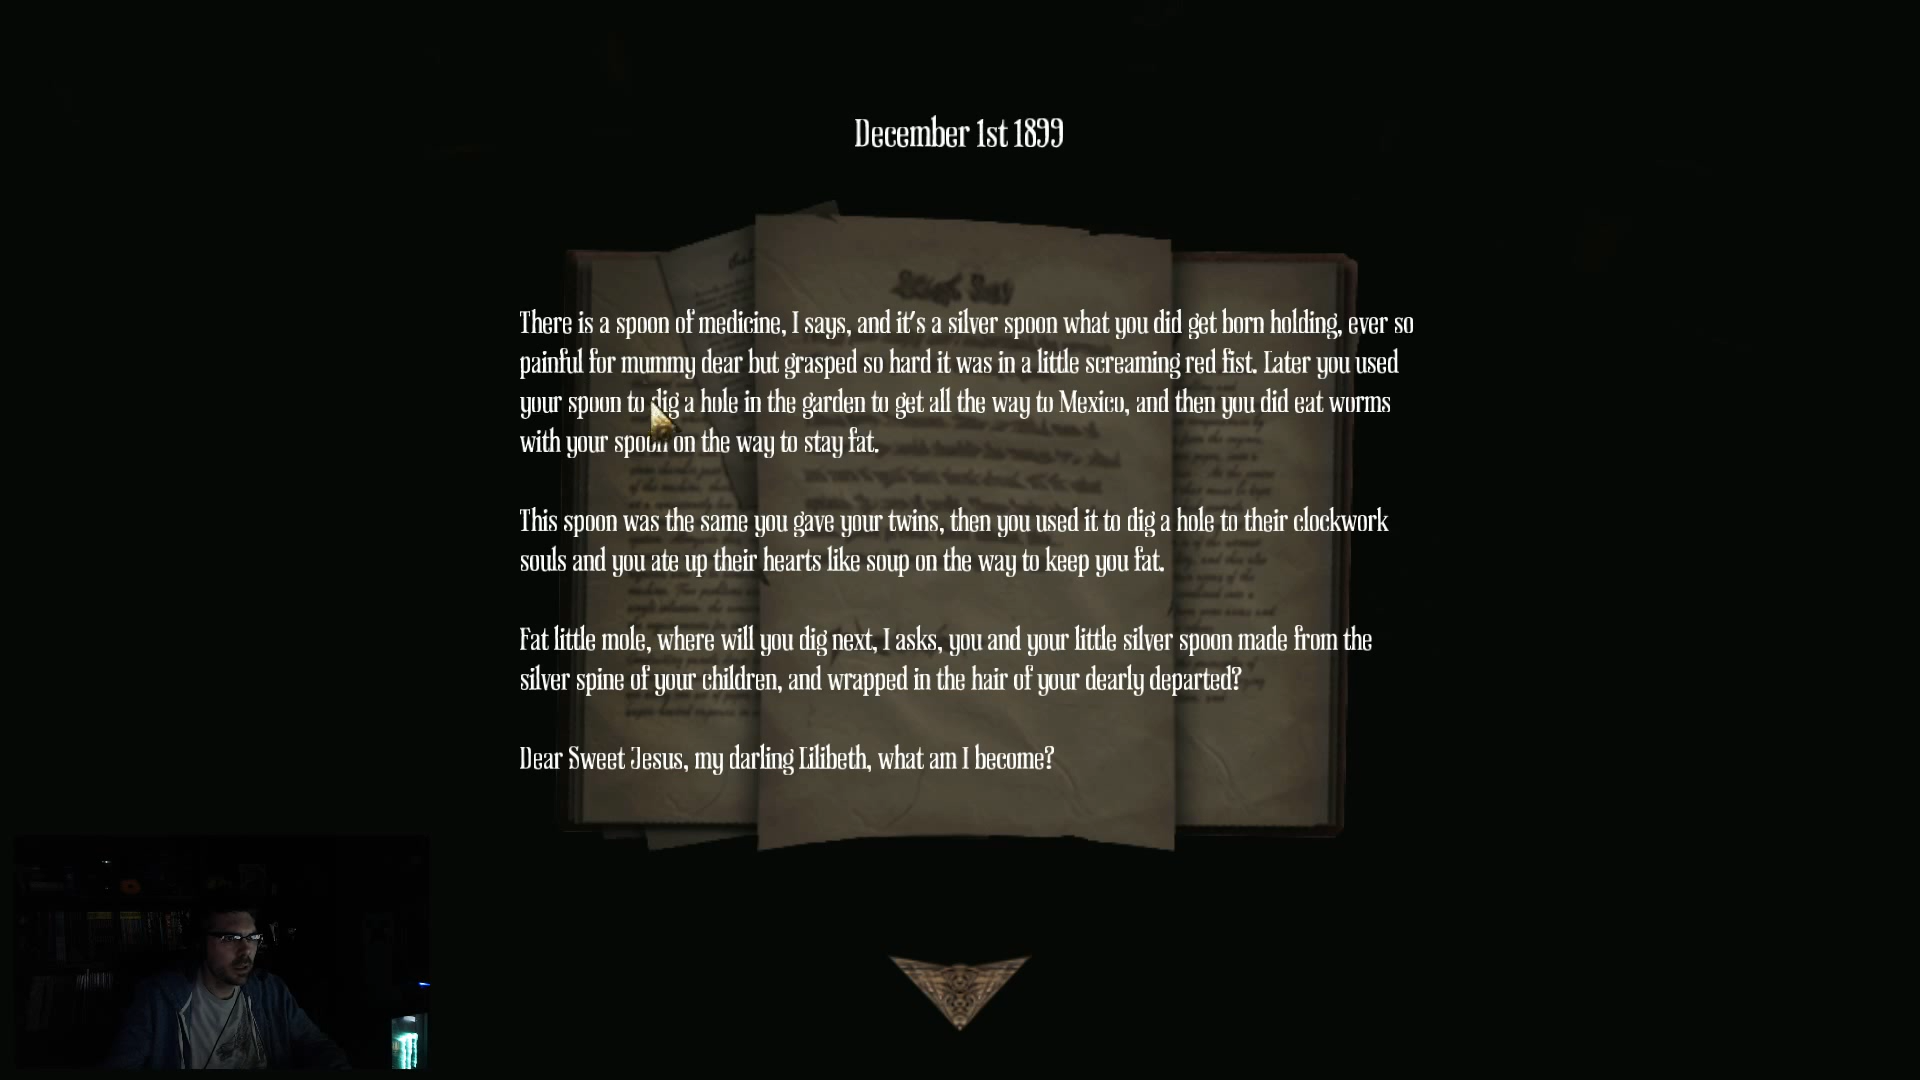 December 1st 1899
There is a spoon of medicine, I says, and it's a silver spoon what you did get born holding, ever so
painful for mummy dear but grasped so hard it was in a little screaming red fist. Later you used
your spoon to dig a hole in the garden to get all the way to Mexico, and then you did eat worms
with your spoon on the way to stay fat.
This spoon was the same you gave your twins, then you used it to dig a hole to their clockwork
souls and you ate up their hearts like soup on the way to keep you fat.
Fat little mole, where will you dig next, I asks, you and your little silver spoon made from the
silver spine of your children, and wrapped in the hair of your dearly departed?
Dear Sweet Jesus, my darling Lilibeth, what am I become?